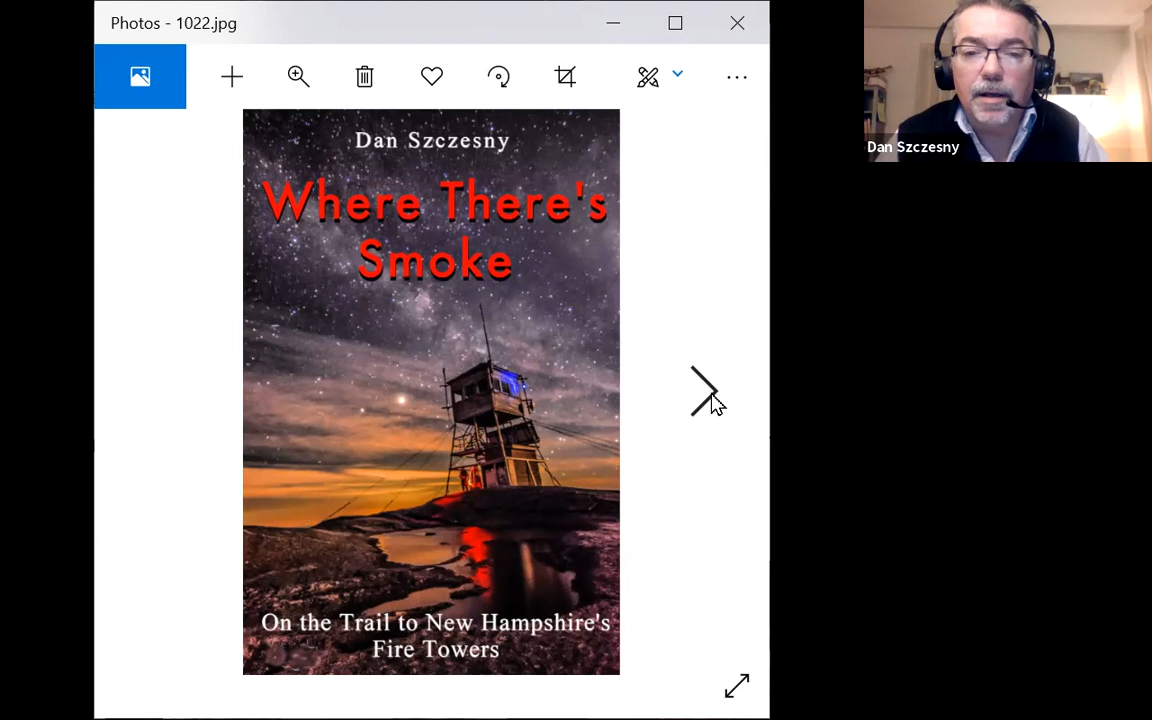 Photos - 1022.jpg
Dan Szczesny
Where There's
Smoke
On the Trail to New Hampshire's
Fire Towers
Dan Szczesny